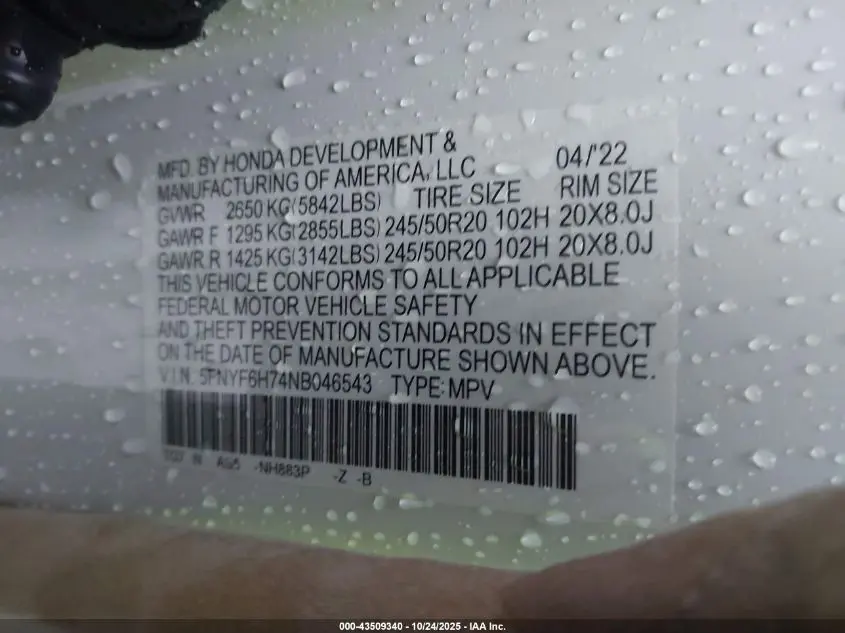 MFD. BY HONDA DEVELOPMENT & 04/'22
MANUFACTURING OF AMERICA, LLC
GVWR 2650 KG(5842LBS) TIRE SIZE RIM SIZE
GAWR F 1295 KG(2855LBS) 245/50R20 102H 20X8.0J
GAWR R 1425 KG(3142LBS) 245/50R20 102H 20X8.0J
THIS VEHICLE CONFORMS TO ALL APPLICABLE
FEDERAL MOTOR VEHICLE SAFETY
AND THEFT PREVENTION STANDARDS IN EFFECT
ON THE DATE OF MANUFACTURE SHOWN ABOVE.
V.I.N. 5FNYF6H74NB046543 TYPE: MPV
-NH883P -Z -B
000-43509340 - 10/24/2025 - IAA Inc.